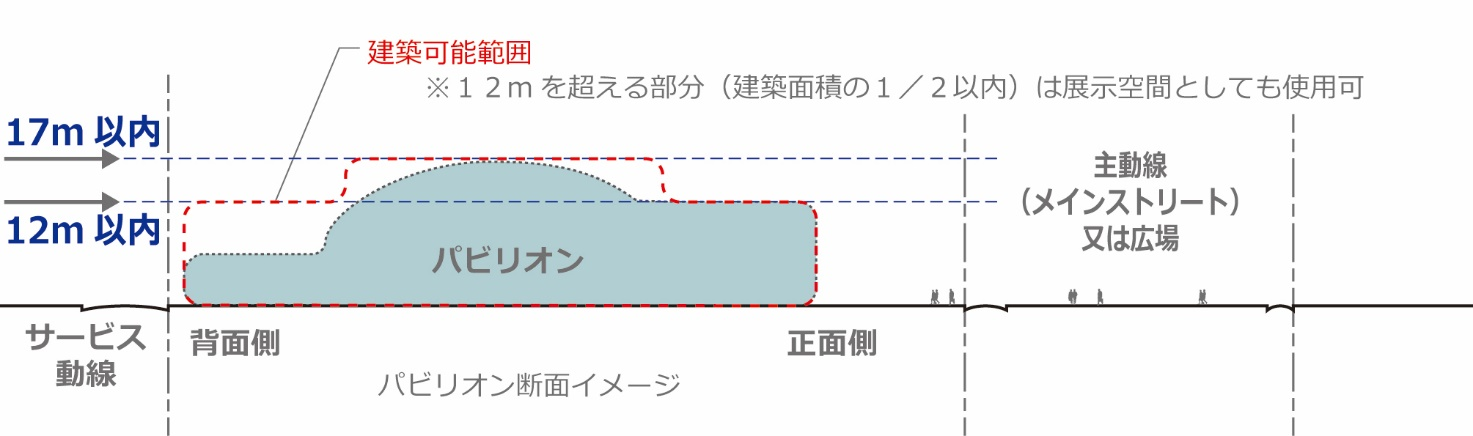 建築可能範囲
※１２ｍを超える部分（建築面積の１／２以内）は展示空間としても使用可
17m 以内
12m 以内
主動線
（メインストリート）
又は広場
パビリオン
サービス
動線
背面側
正面側
パビリオン断面イメージ